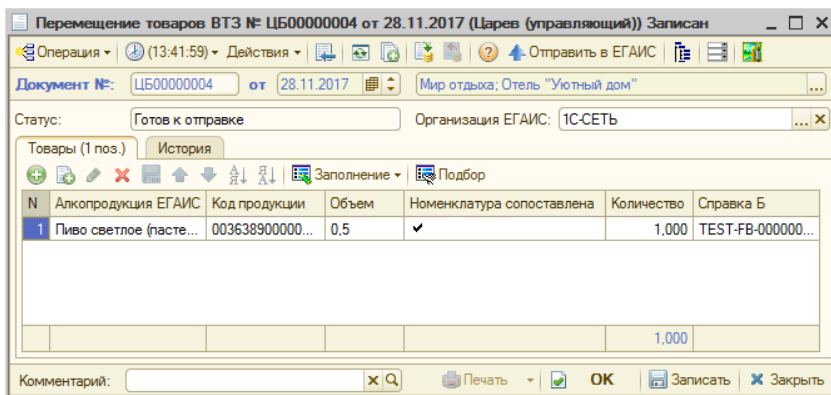 Перемещение товаров ВТЗ № ЦБ00000004 от 28.11.2017 (Царев (управляющий)) Записан
Операция (13:41:59) Действия Отправить в ЕГАИС
Документ №: ЦБ00000004 от 28.11.2017 Мир отдыха; Отель "Уютный дом" ...
Статус: Готов к отправке Организация ЕГАИС: 1С-СЕТЬ ...
Товары (1 поз.) История
Заполнение Подбор
N Алкопродукция ЕГАИС Код продукции Объем Номенклатура сопоставлена Количество Справка Б
1 Пиво светлое (пасте... 003638900000... 0,5 1,000 TEST-FB-000000...
1,000
Комментарий: Печать ОК Записать Закрыть